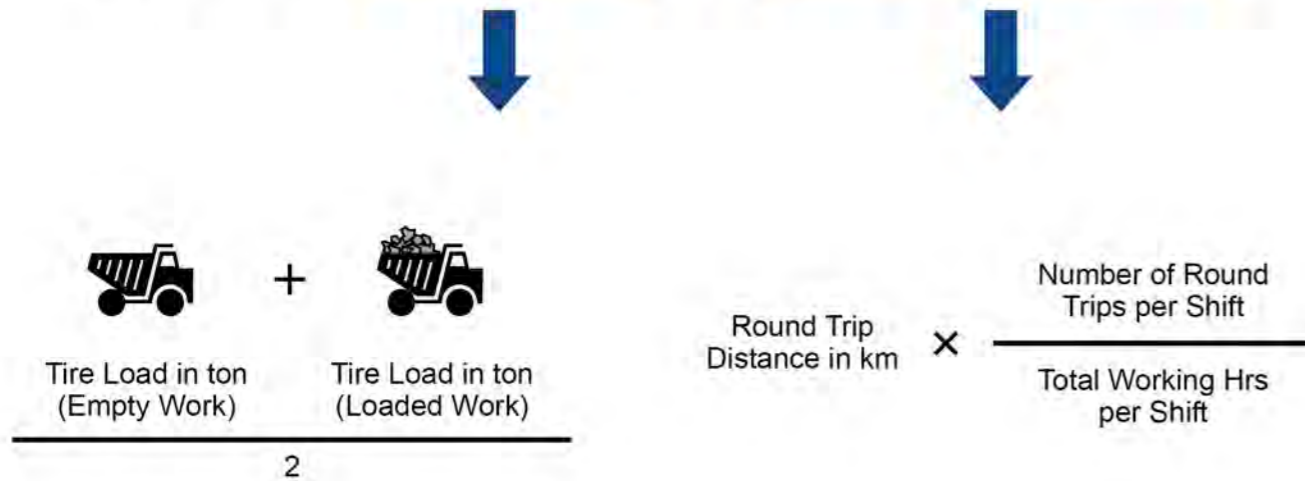 +
Tire Load in ton
(Empty Work)
Tire Load in ton
(Loaded Work)
2
Round Trip
Distance in km
×
Number of Round
Trips per Shift
Total Working Hrs
per Shift